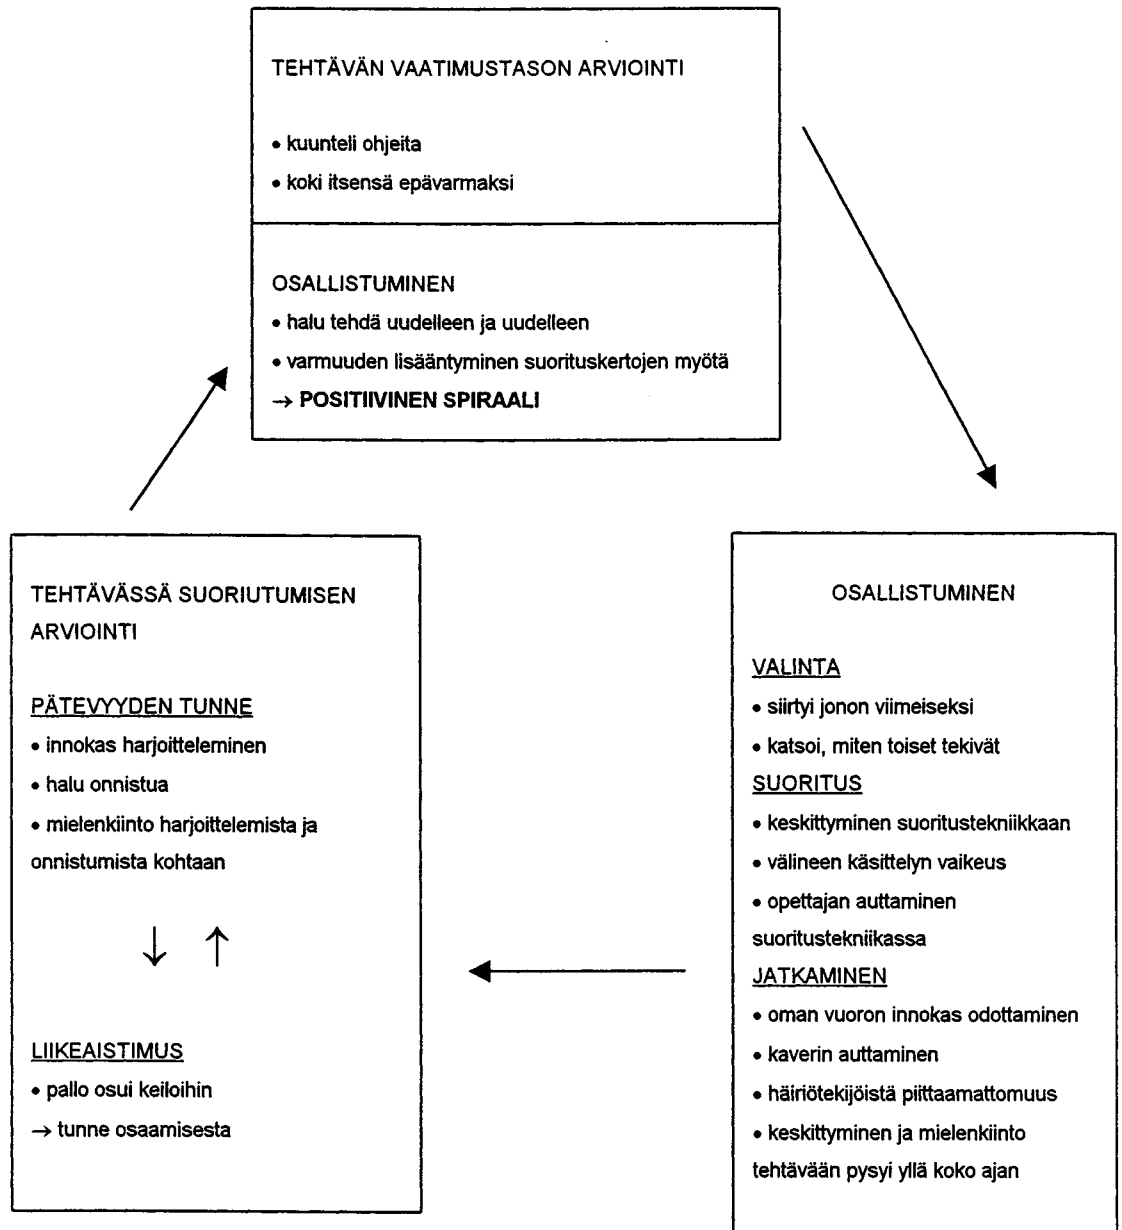 TEHTÄVÄN VAATIMUSTASON ARVIOINTI
• kuunteli ohjeita
• koki itsensä epävarmaksi
OSALLISTUMINEN
• halu tehdä uudelleen ja uudelleen
• varmuuden lisääntyminen suorituskertojen myötä
→ POSITIIVINEN SPIRAALI
TEHTÄVÄSSÄ SUORIUTUMISEN
ARVIOINTI
PÄTEVYYDEN TUNNE
• innokas harjoitteleminen
• halu onnistua
• mielenkiinto harjoittelemista ja
onnistumista kohtaan
↓ ↑
LIIKEAISTIMUS
• pallo osui keiloihin
→ tunne osaamisesta
OSALLISTUMINEN
VALINTA
• siirtyi jonon viimeiseksi
• katsoi, miten toiset tekivät
SUORITUS
• keskittyminen suoritustekniikkaan
• välineen käsittelyn vaikeus
• opettajan auttaminen
suoritustekniikassa
JATKAMINEN
• oman vuoron innokas odottaminen
• kaverin auttaminen
• häiriötekijöistä piittaamattomuus
• keskittyminen ja mielenkiinto
tehtävään pysyi yllä koko ajan